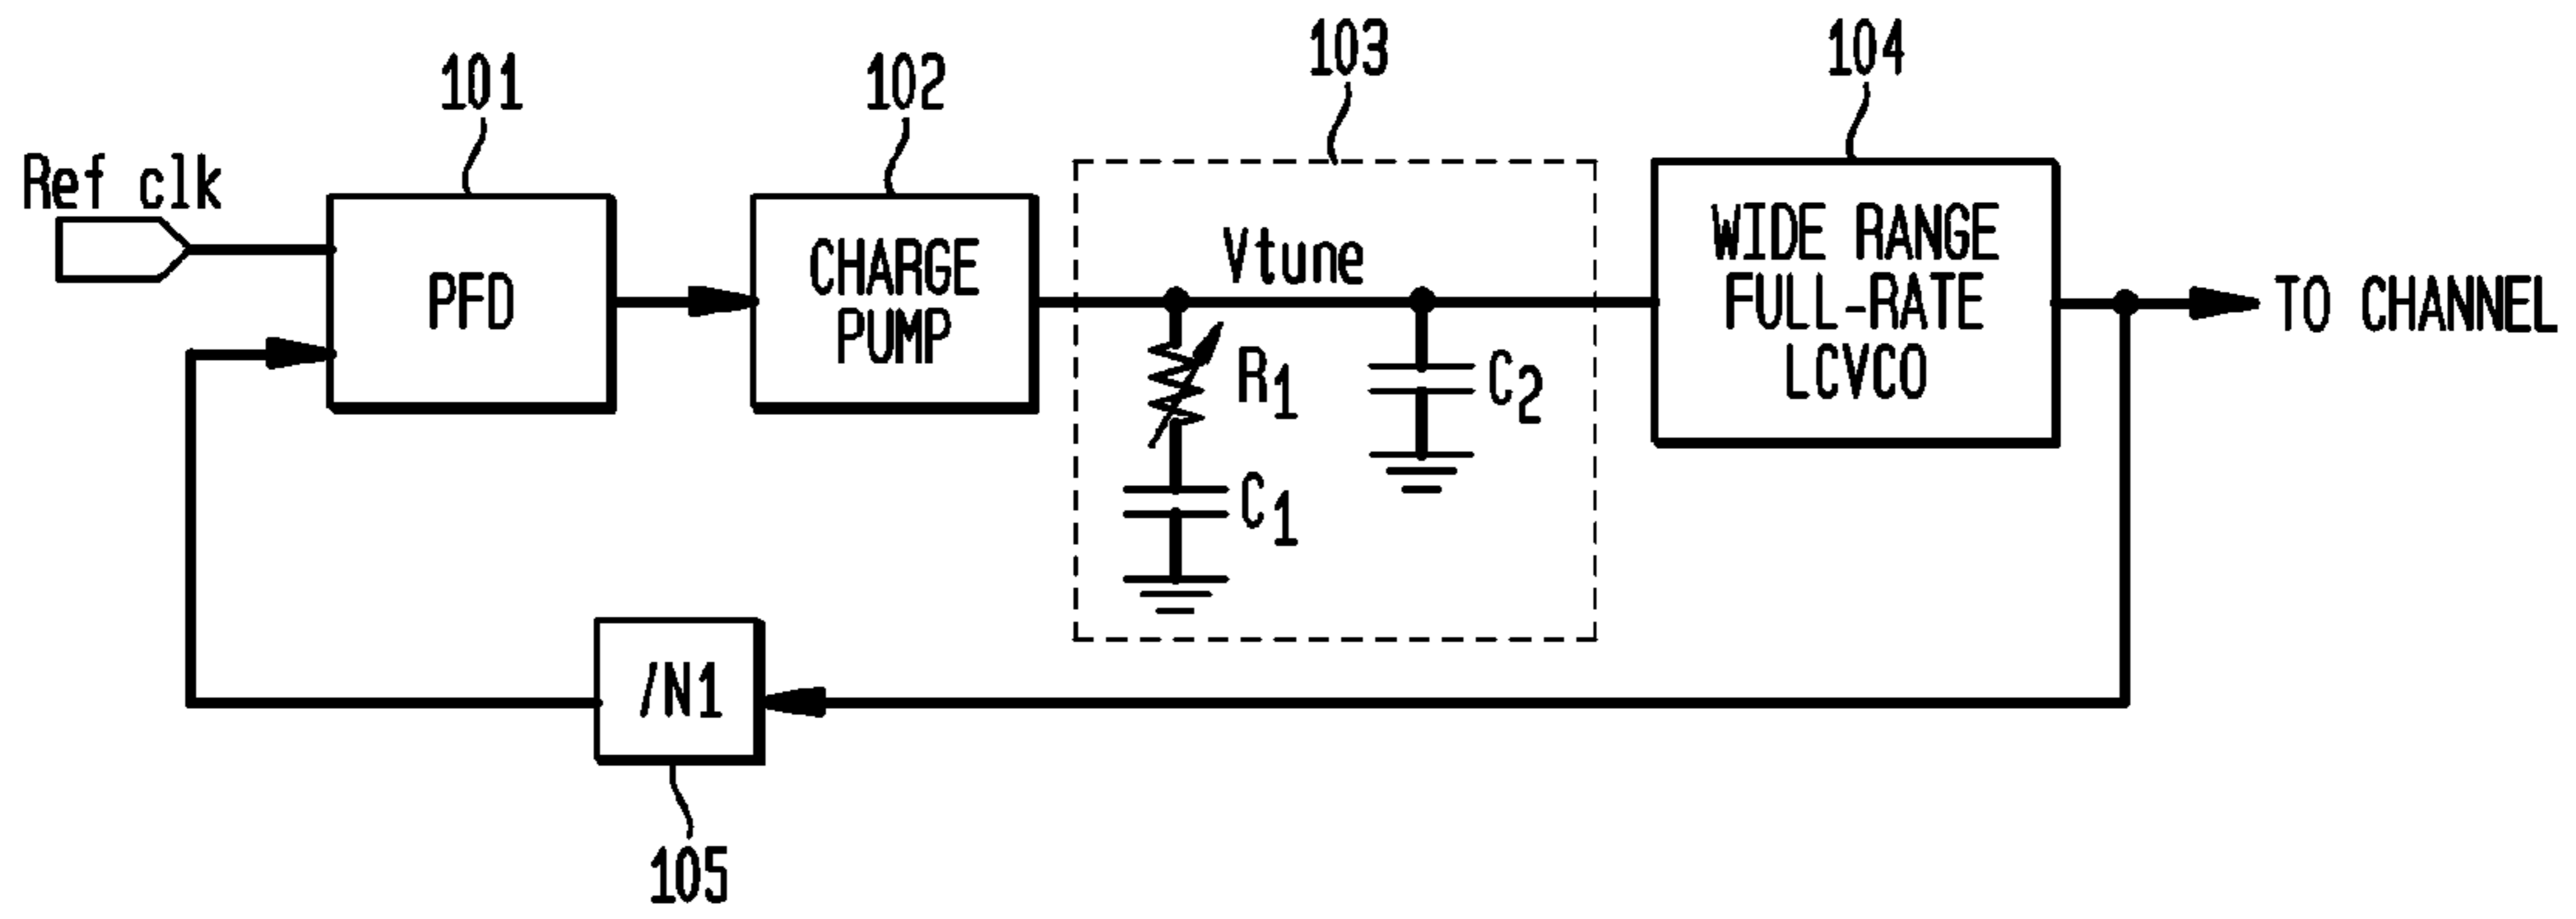 101
102
103
104
Ref clk
PFD
CHARGE
PUMP
Vtune
R1
C1
C2
WIDE RANGE
FULL-RATE
LCVCO
TO CHANNEL
/N1
105